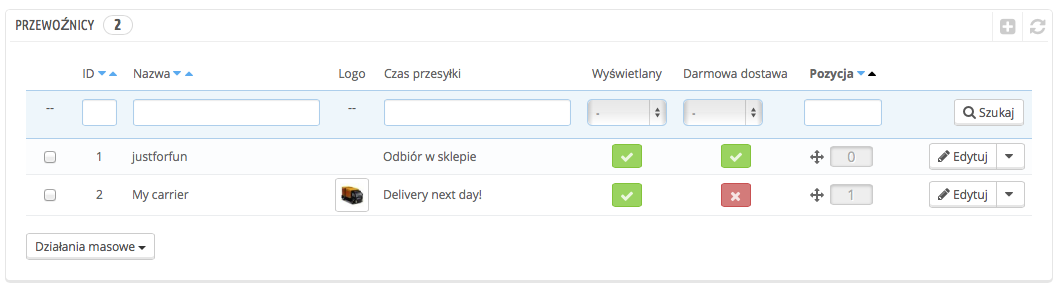 PRZEWOŹNICY 2
ID Nazwa Logo Czas przesyłki Wyświetlany Darmowa dostawa Pozycja
-- -- - - Szukaj
1 justforfun Odbiór w sklepie 0 Edytuj
2 My carrier Delivery next day! 1 Edytuj
Działania masowe